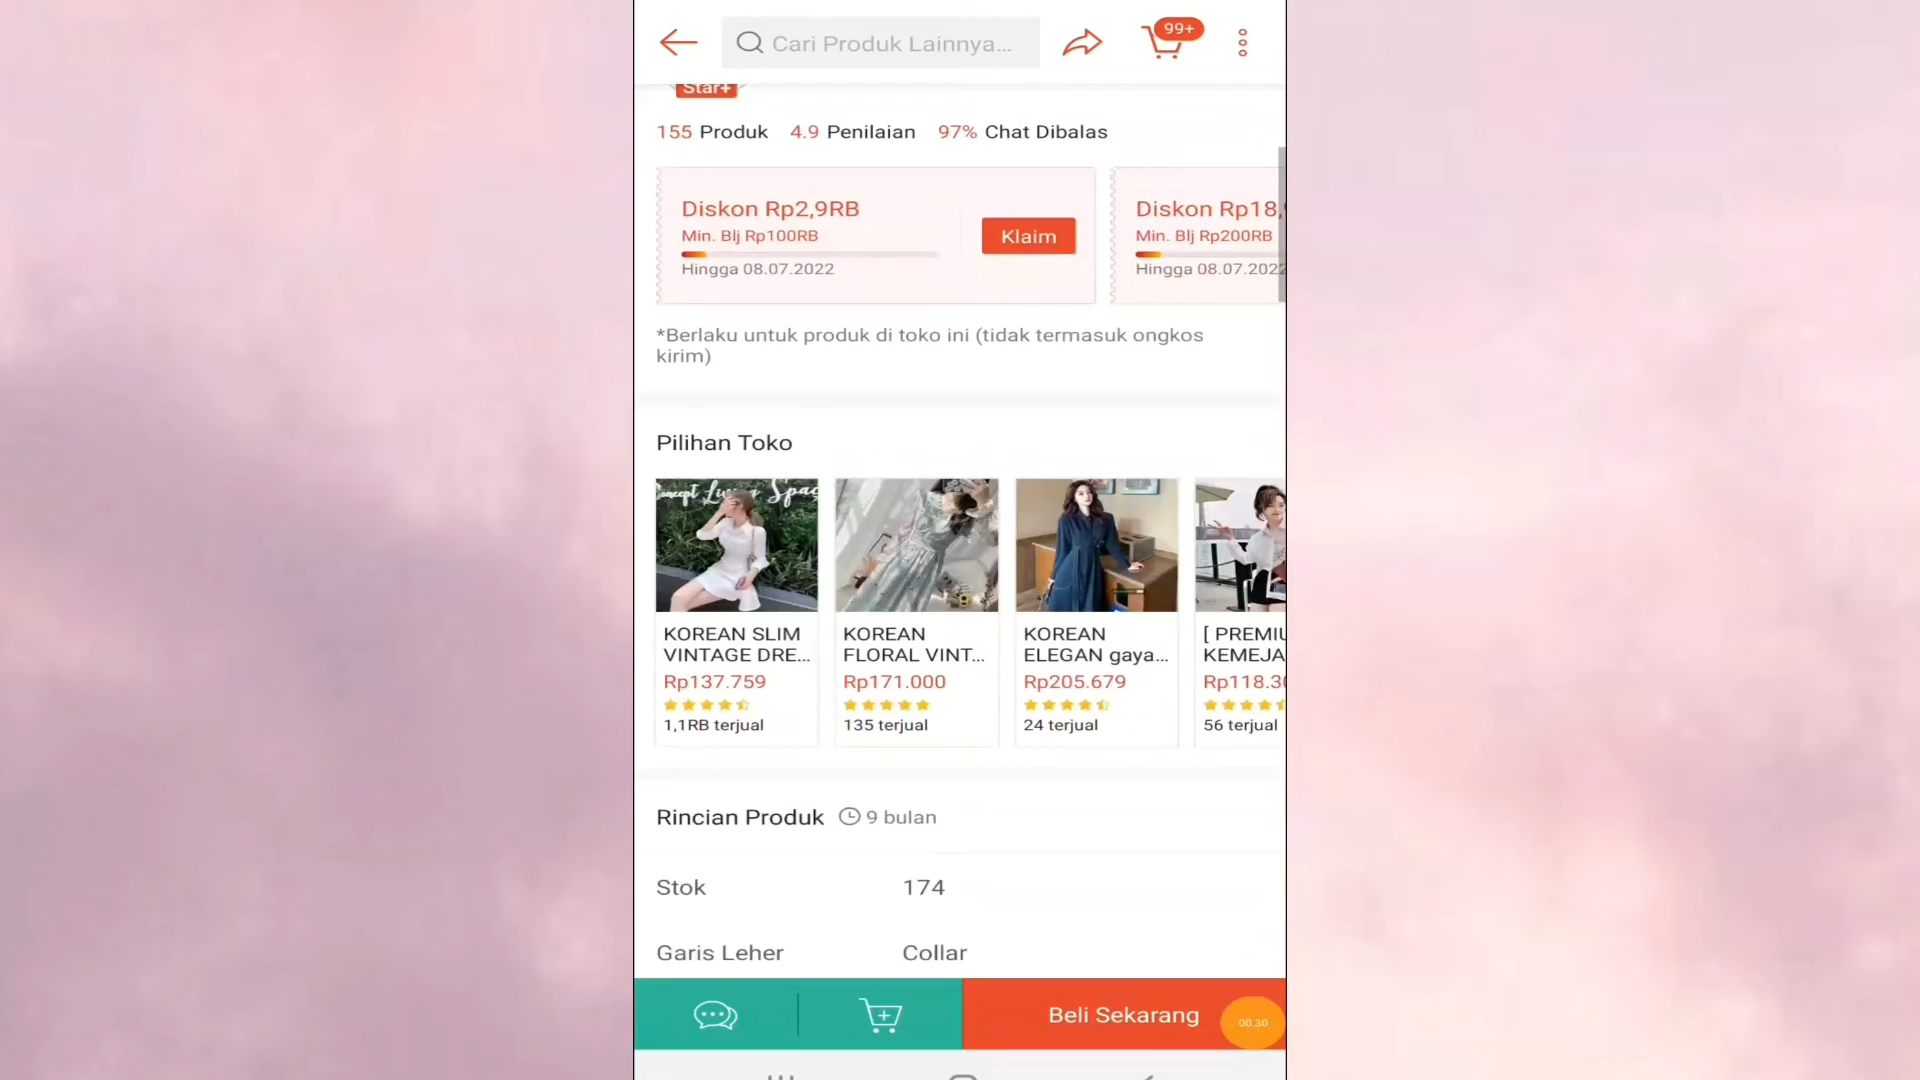 Cari Produk Lainnya...
99+
Star+
155 Produk 4.9 Penilaian 97% Chat Dibalas
Diskon Rp2,9RB
Min. Blj Rp100RB
Hingga 08.07.2022
Klaim
Diskon Rp18,
Min. Blj Rp200RB
Hingga 08.07.2022
*Berlaku untuk produk di toko ini (tidak termasuk ongkos
kirim)
Pilihan Toko
KOREAN SLIM
VINTAGE DRE...
Rp137.759
1,1RB terjual
KOREAN
FLORAL VINT...
Rp171.000
135 terjual
KOREAN
ELEGAN gaya...
Rp205.679
24 terjual
[ PREMIU
KEMEJA
Rp118.30
56 terjual
Rincian Produk 9 bulan
Stok 174
Garis Leher Collar
Beli Sekarang
00.30